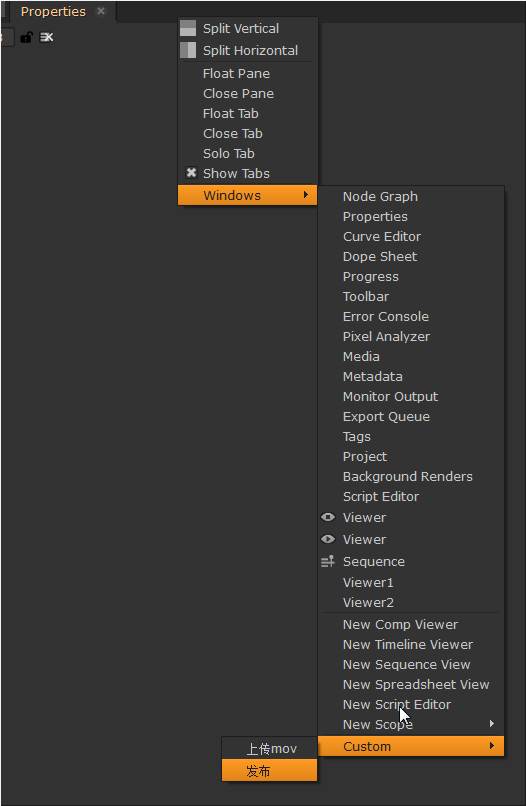 Properties
Split Vertical
Split Horizontal
Float Pane
Close Pane
Float Tab
Close Tab
Solo Tab
Show Tabs
Windows
Node Graph
Properties
Curve Editor
Dope Sheet
Progress
Toolbar
Error Console
Pixel Analyzer
Media
Metadata
Monitor Output
Export Queue
Tags
Project
Background Renders
Script Editor
Viewer
Viewer
Sequence
Viewer1
Viewer2
New Comp Viewer
New Timeline Viewer
New Sequence View
New Spreadsheet View
New Script Editor
New Scope
Custom
上传mov
发布